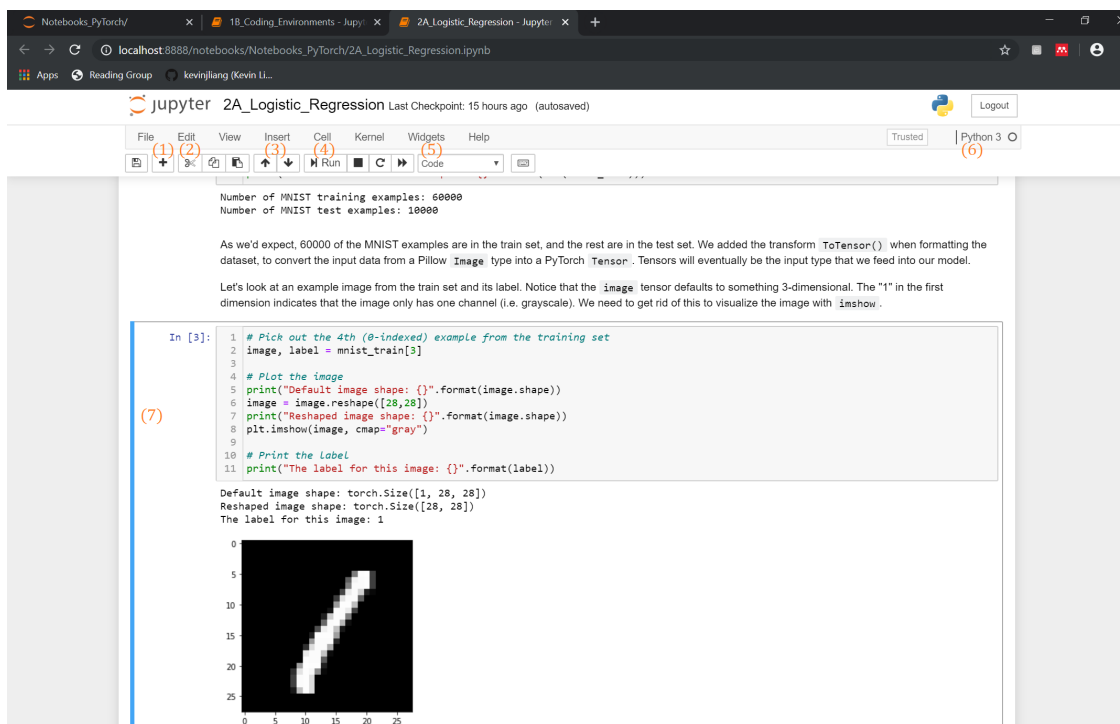 Notebooks_PyTorch/ 1B_Coding_Environments - Jupyt 2A_Logistic_Regression - Jupyter
localhost:8888/notebooks/Notebooks_PyTorch/2A_Logistic_Regression.ipynb
Apps Reading Group kevinjliang (Kevin Li...
jupyter 2A_Logistic_Regression Last Checkpoint: 15 hours ago (autosaved) Logout
File Edit View Insert Cell Kernel Widgets Help Trusted Python 3
(1) (2) (3) (4) (5) (6)
Run Code
Number of MNIST training examples: 60000
Number of MNIST test examples: 10000
As we'd expect, 60000 of the MNIST examples are in the train set, and the rest are in the test set. We added the transform ToTensor() when formatting the
dataset, to convert the input data from a Pillow Image type into a PyTorch Tensor. Tensors will eventually be the input type that we feed into our model.
Let's look at an example image from the train set and its label. Notice that the image tensor defaults to something 3-dimensional. The "1" in the first
dimension indicates that the image only has one channel (i.e. grayscale). We need to get rid of this to visualize the image with imshow.
In [3]: 1 # Pick out the 4th (0-indexed) example from the training set
2 image, label = mnist_train[3]
3
4 # Plot the image
5 print("Default image shape: {}".format(image.shape))
6 image = image.reshape([28,28])
(7) 7 print("Reshaped image shape: {}".format(image.shape))
8 plt.imshow(image, cmap="gray")
9
10 # Print the label
11 print("The label for this image: {}".format(label))
Default image shape: torch.Size([1, 28, 28])
Reshaped image shape: torch.Size([28, 28])
The label for this image: 1
0
5
10
15
20
25
0 5 10 15 20 25